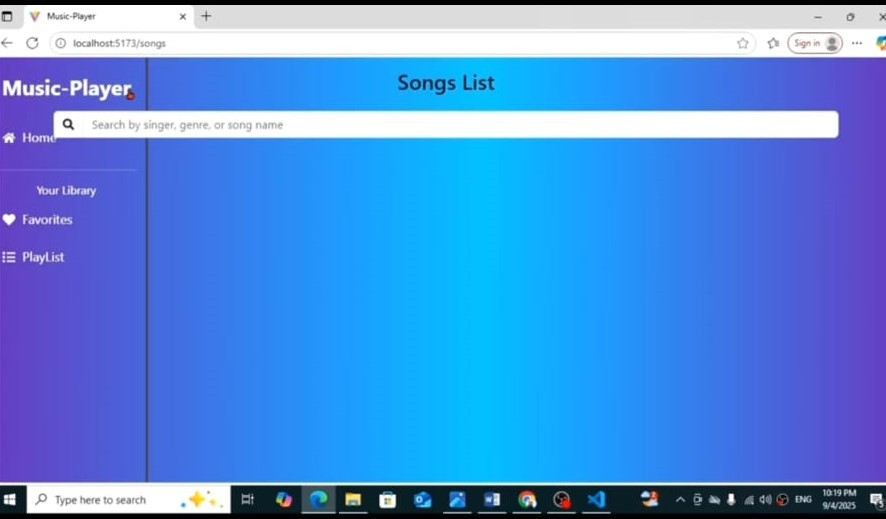 Music-Player
localhost:5173/songs
Sign in
Music-Player
Songs List
Search by singer, genre, or song name
Home
Your Library
Favorites
PlayList
Type here to search
ENG
10:19 PM
9/4/2025